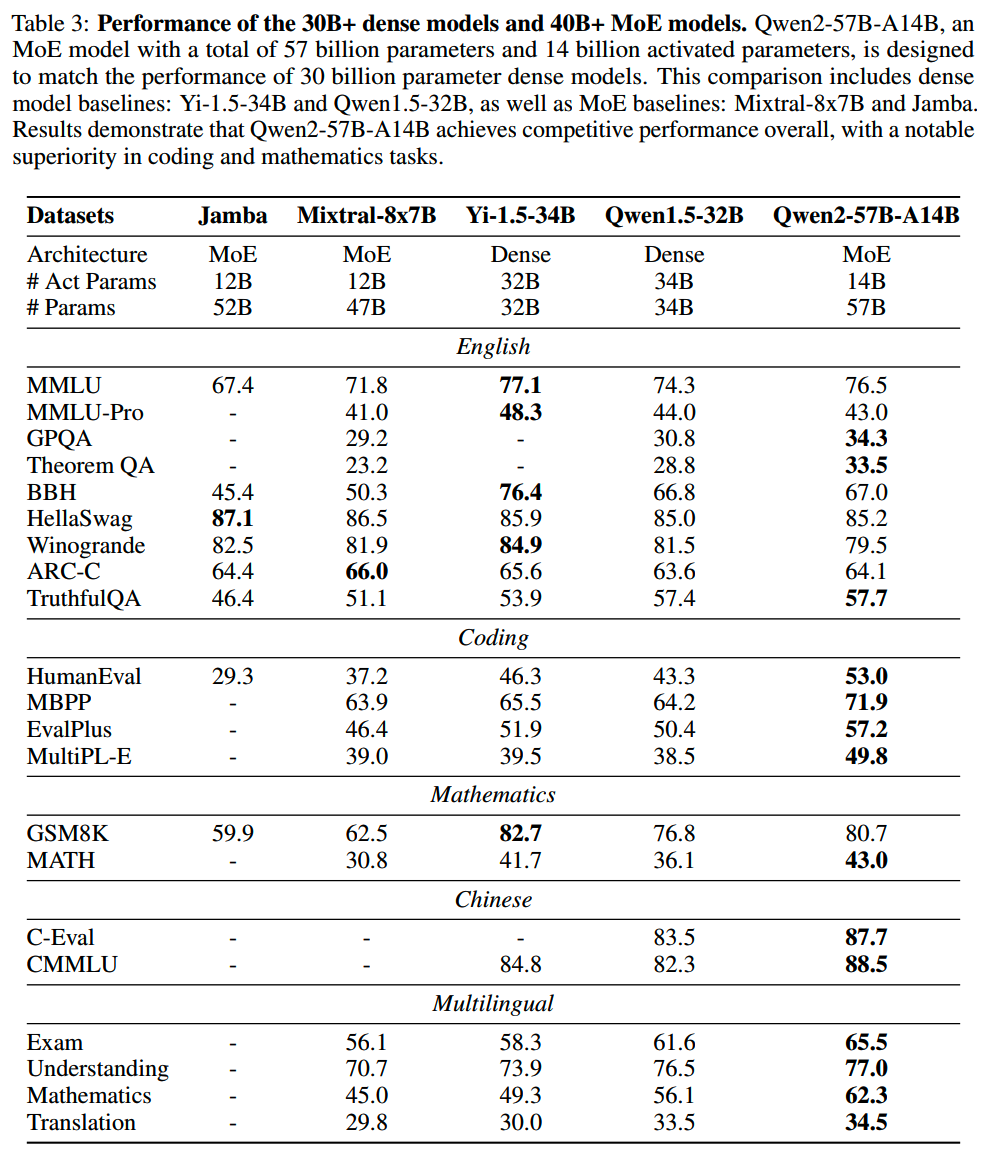 Table 3: Performance of the 30B+ dense models and 40B+ MoE models. Qwen2-57B-A14B, an
MoE model with a total of 57 billion parameters and 14 billion activated parameters, is designed
to match the performance of 30 billion parameter dense models. This comparison includes dense
model baselines: Yi-1.5-34B and Qwen1.5-32B, as well as MoE baselines: Mixtral-8x7B and Jamba.
Results demonstrate that Qwen2-57B-A14B achieves competitive performance overall, with a notable
superiority in coding and mathematics tasks.
Datasets Jamba Mixtral-8x7B Yi-1.5-34B Qwen1.5-32B Qwen2-57B-A14B
Architecture MoE MoE Dense Dense MoE
# Act Params 12B 12B 32B 34B 14B
# Params 52B 47B 32B 34B 57B
English
MMLU 67.4 71.8 77.1 74.3 76.5
MMLU-Pro - 41.0 48.3 44.0 43.0
GPQA - 29.2 - 30.8 34.3
Theorem QA - 23.2 - 28.8 33.5
BBH 45.4 50.3 76.4 66.8 67.0
HellaSwag 87.1 86.5 85.9 85.0 85.2
Winogrande 82.5 81.9 84.9 81.5 79.5
ARC-C 64.4 66.0 65.6 63.6 64.1
TruthfulQA 46.4 51.1 53.9 57.4 57.7
Coding
HumanEval 29.3 37.2 46.3 43.3 53.0
MBPP - 63.9 65.5 64.2 71.9
EvalPlus - 46.4 51.9 50.4 57.2
MultiPL-E - 39.0 39.5 38.5 49.8
Mathematics
GSM8K 59.9 62.5 82.7 76.8 80.7
MATH - 30.8 41.7 36.1 43.0
Chinese
C-Eval - - - 83.5 87.7
CMMLU - - 84.8 82.3 88.5
Multilingual
Exam - 56.1 58.3 61.6 65.5
Understanding - 70.7 73.9 76.5 77.0
Mathematics - 45.0 49.3 56.1 62.3
Translation - 29.8 30.0 33.5 34.5